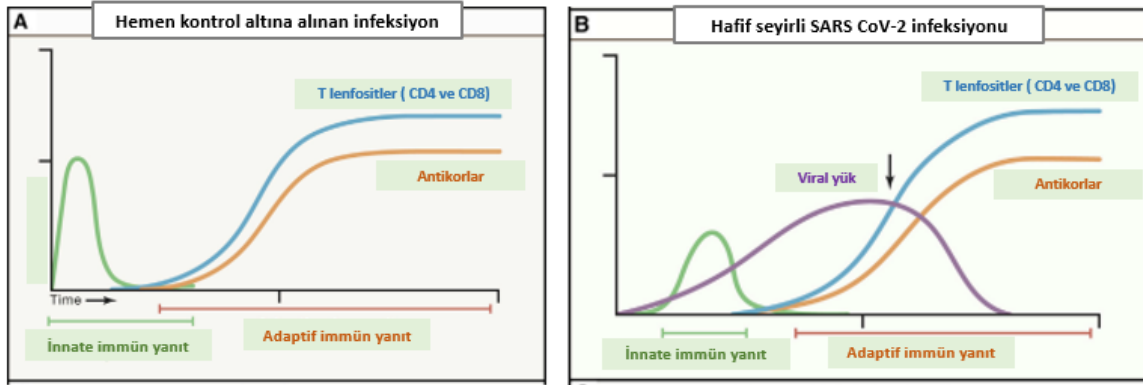 A
Hemen kontrol altına alınan infeksiyon
T lenfositler ( CD4 ve CD8)
Antikorlar
Time
İnnate immün yanıt
Adaptif immün yanıt
B
Hafif seyirli SARS CoV-2 infeksiyonu
T lenfositler ( CD4 ve CD8)
Viral yük
Antikorlar
İnnate immün yanıt
Adaptif immün yanıt